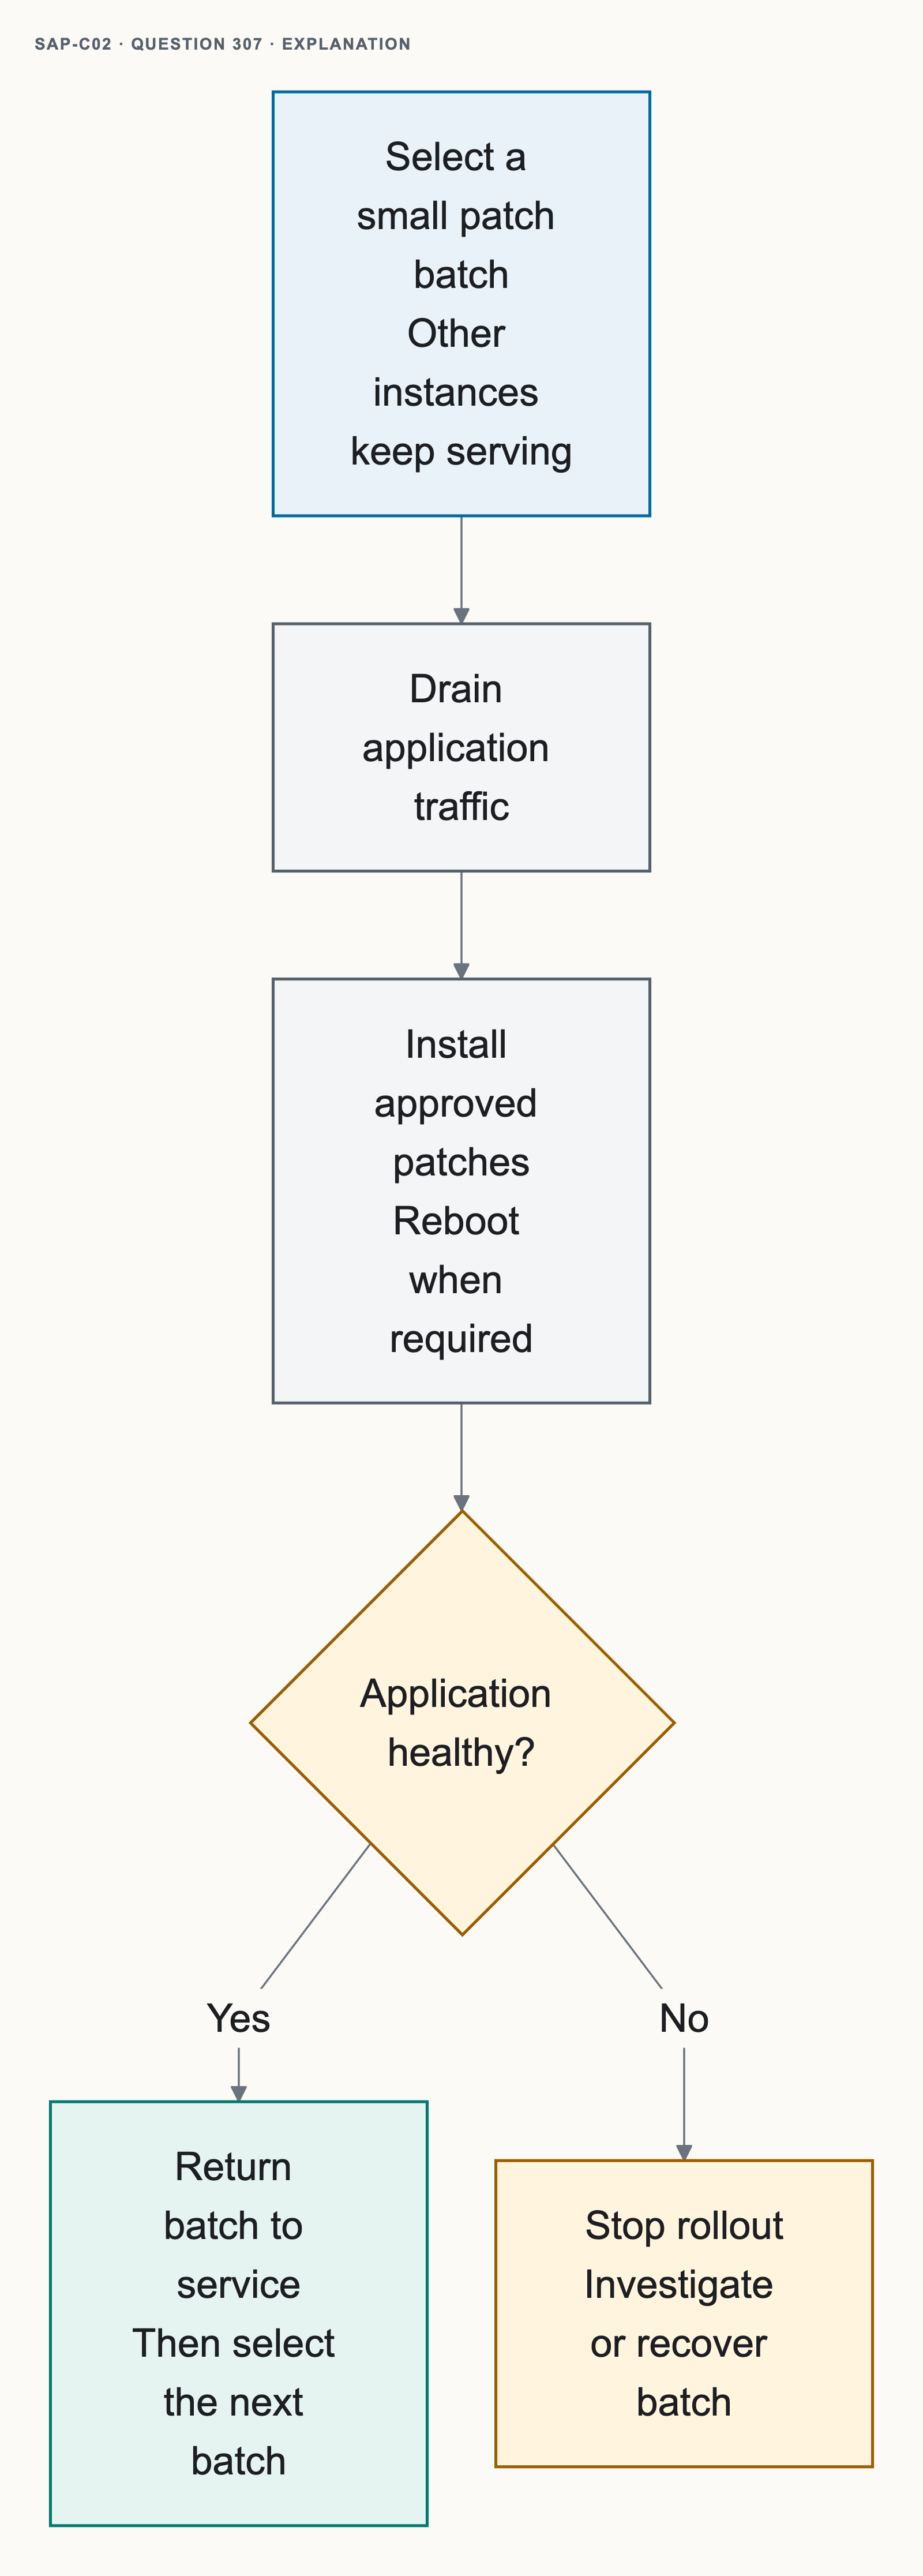 SAP-C02 · QUESTION 307 · EXPLANATION
Select a
small patch
batch
Other
instances
keep serving
Drain
application
traffic
Install
approved
patches
Reboot
when
required
Application
healthy?
Yes
No
Return
batch to
service
Then select
the next
batch
Stop rollout
Investigate
or recover
batch